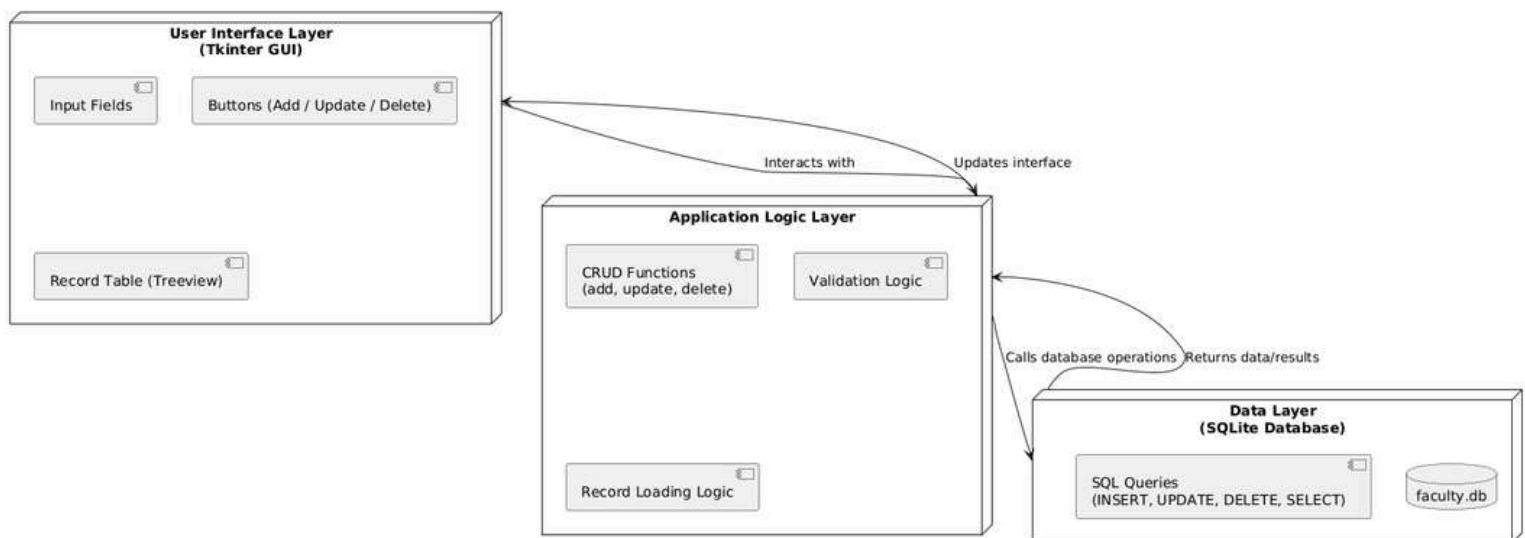 User Interface Layer
(Tkinter GUI)
Input Fields
Buttons (Add / Update / Delete)
Record Table (Treeview)
Interacts with
Updates interface
Application Logic Layer
CRUD Functions
(add, update, delete)
Validation Logic
Record Loading Logic
Calls database operations
Returns data/results
Data Layer
(SQLite Database)
SQL Queries
(INSERT, UPDATE, DELETE, SELECT)
faculty.db